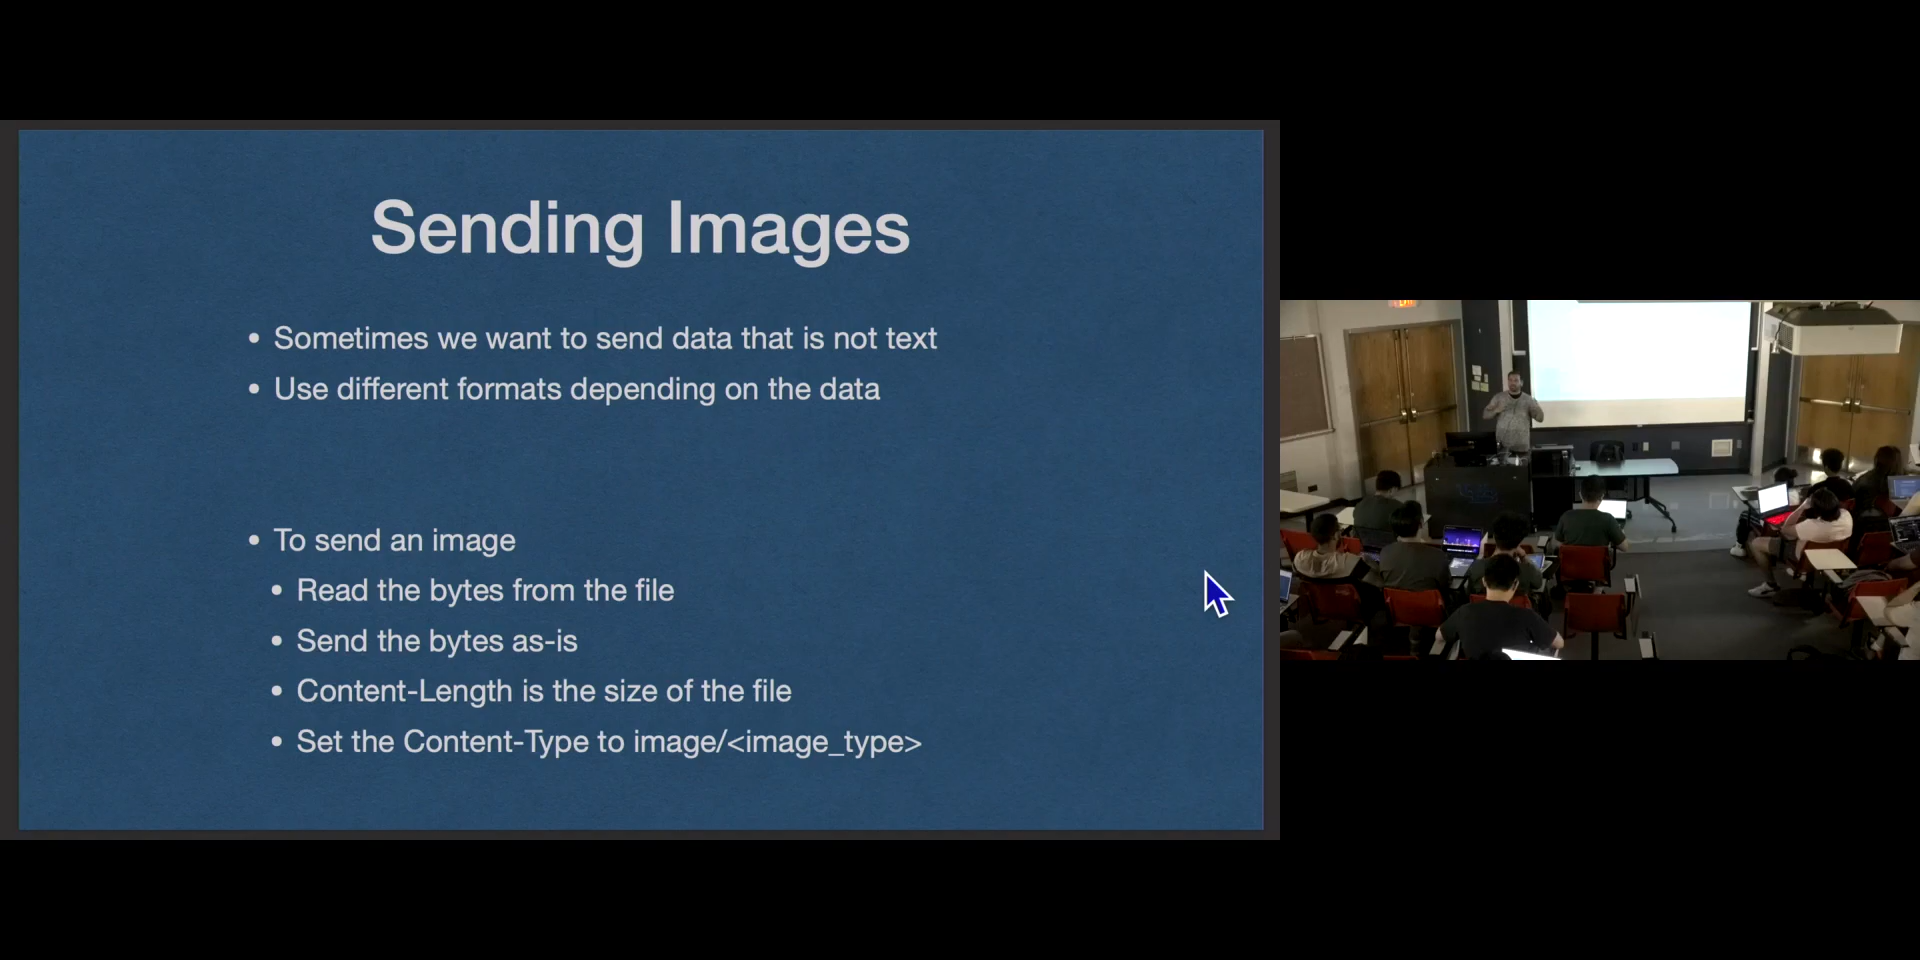 Sending Images
• Sometimes we want to send data that is not text
• Use different formats depending on the data
• To send an image
• Read the bytes from the file
• Send the bytes as-is
• Content-Length is the size of the file
• Set the Content-Type to image/<image_type>